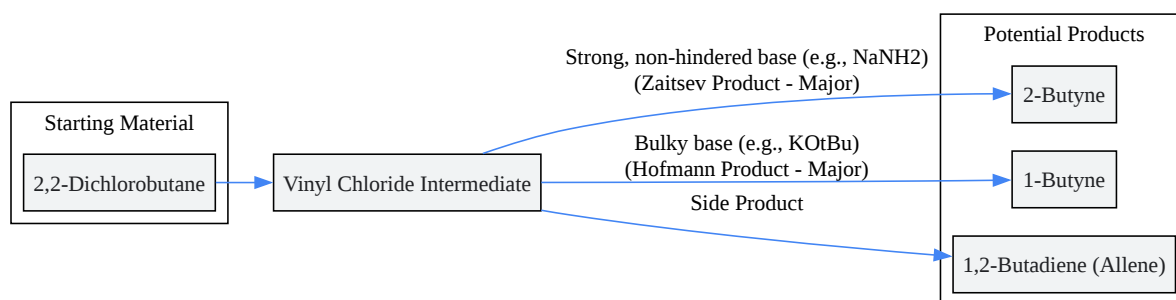 Potential Products
Strong, non-hindered base (e.g., NaNH2)
(Zaitsev Product - Major)
2-Butyne
Starting Material
2,2-Dichlorobutane
Vinyl Chloride Intermediate
Bulky base (e.g., KOtBu)
(Hofmann Product - Major)
1-Butyne
Side Product
1,2-Butadiene (Allene)